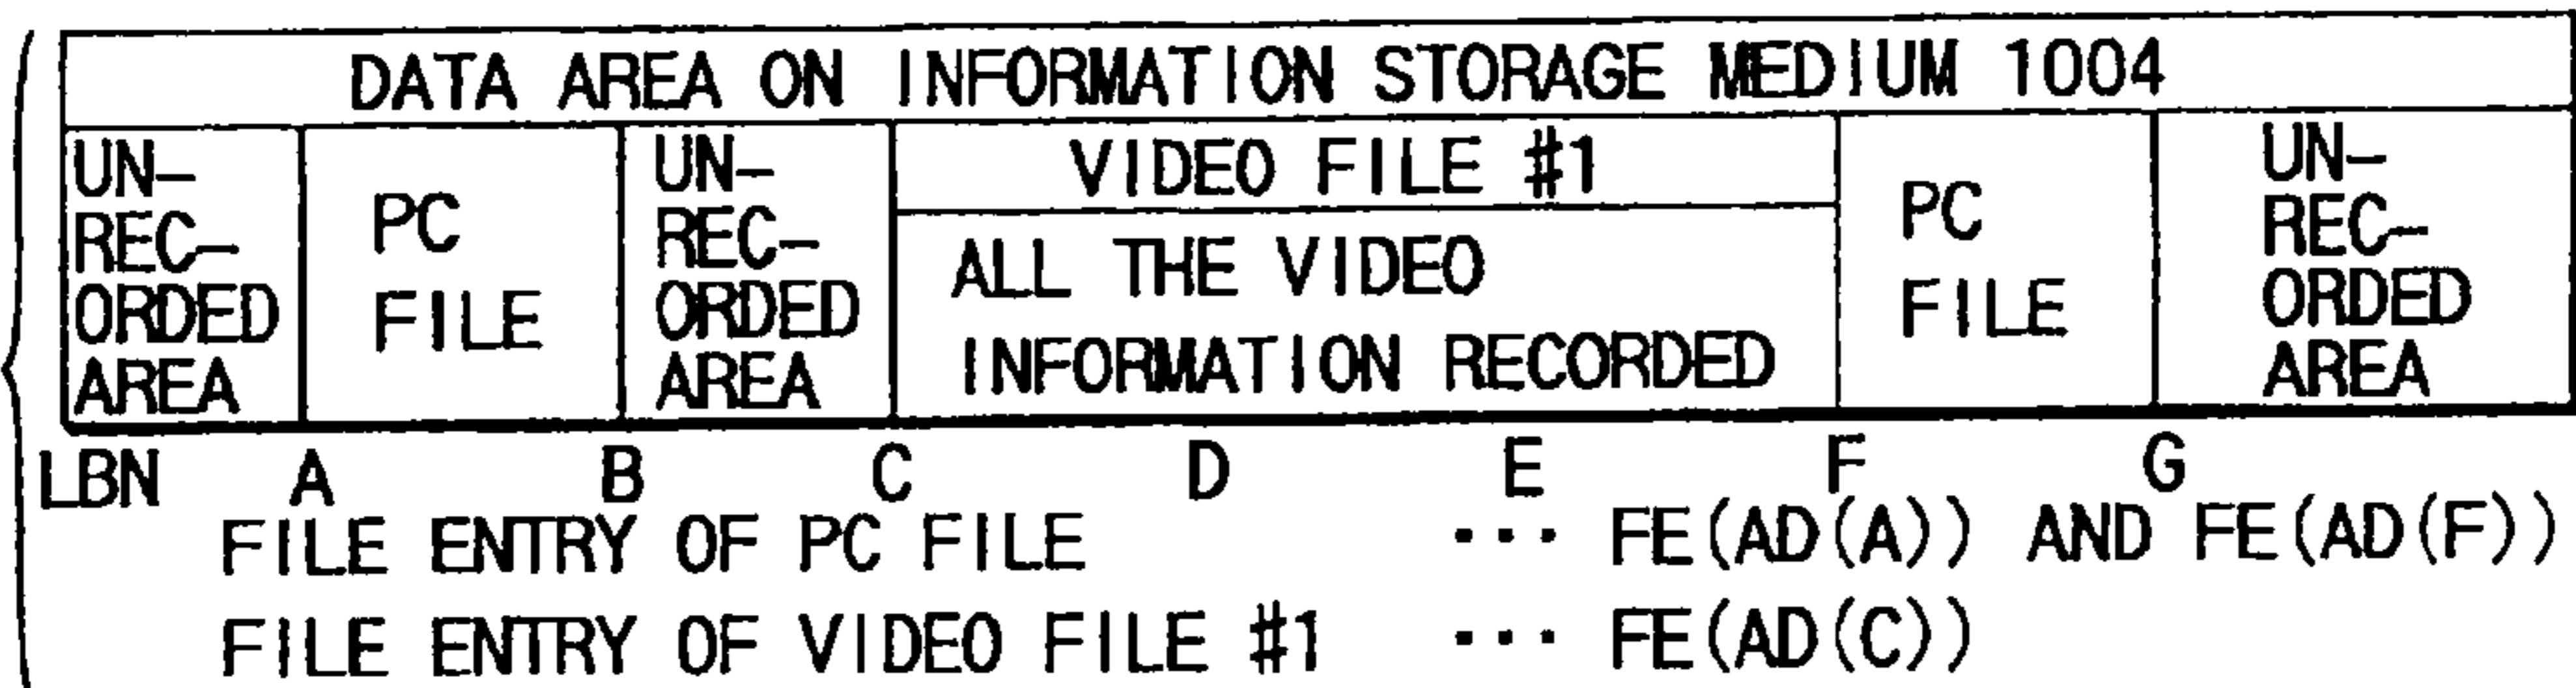 DATA AREA ON INFORMATION STORAGE MEDIUM 1004
UN-
REC-
ORDED
AREA
PC
FILE
UN-
REC-
ORDED
AREA
VIDEO FILE #1
ALL THE VIDEO
INFORMATION RECORDED
PC
FILE
UN-
REC-
ORDED
AREA
LBN A B C D E F G
FILE ENTRY OF PC FILE ··· FE(AD(A)) AND FE(AD(F))
FILE ENTRY OF VIDEO FILE #1 ··· FE(AD(C))